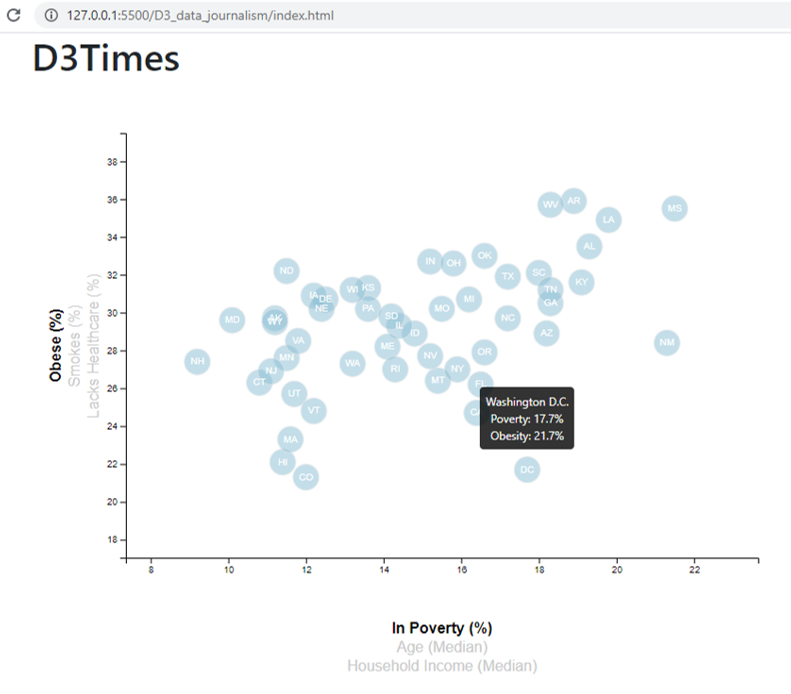 127.0.0.1:5500/D3_data_journalism/index.html
D3Times
38
36
34
32
30
28
26
24
22
20
18
8
10
12
14
16
18
20
22
Obese (%)
Smokes (%)
Lacks Healthcare (%)
WV
AR
MS
LA
AL
OK
IN
OH
ND
TX
SC
KY
WI
KS
TN
IA
DE
MI
GA
NE
PA
MO
SD
NC
MD
AK
WY
IL
ID
AZ
VA
ME
NM
MN
NV
OR
NH
WA
RI
NY
NJ
MT
CT
FL
UT
VT
MA
HI
CO
DC
Washington D.C.
Poverty: 17.7%
Obesity: 21.7%
In Poverty (%)
Age (Median)
Household Income (Median)